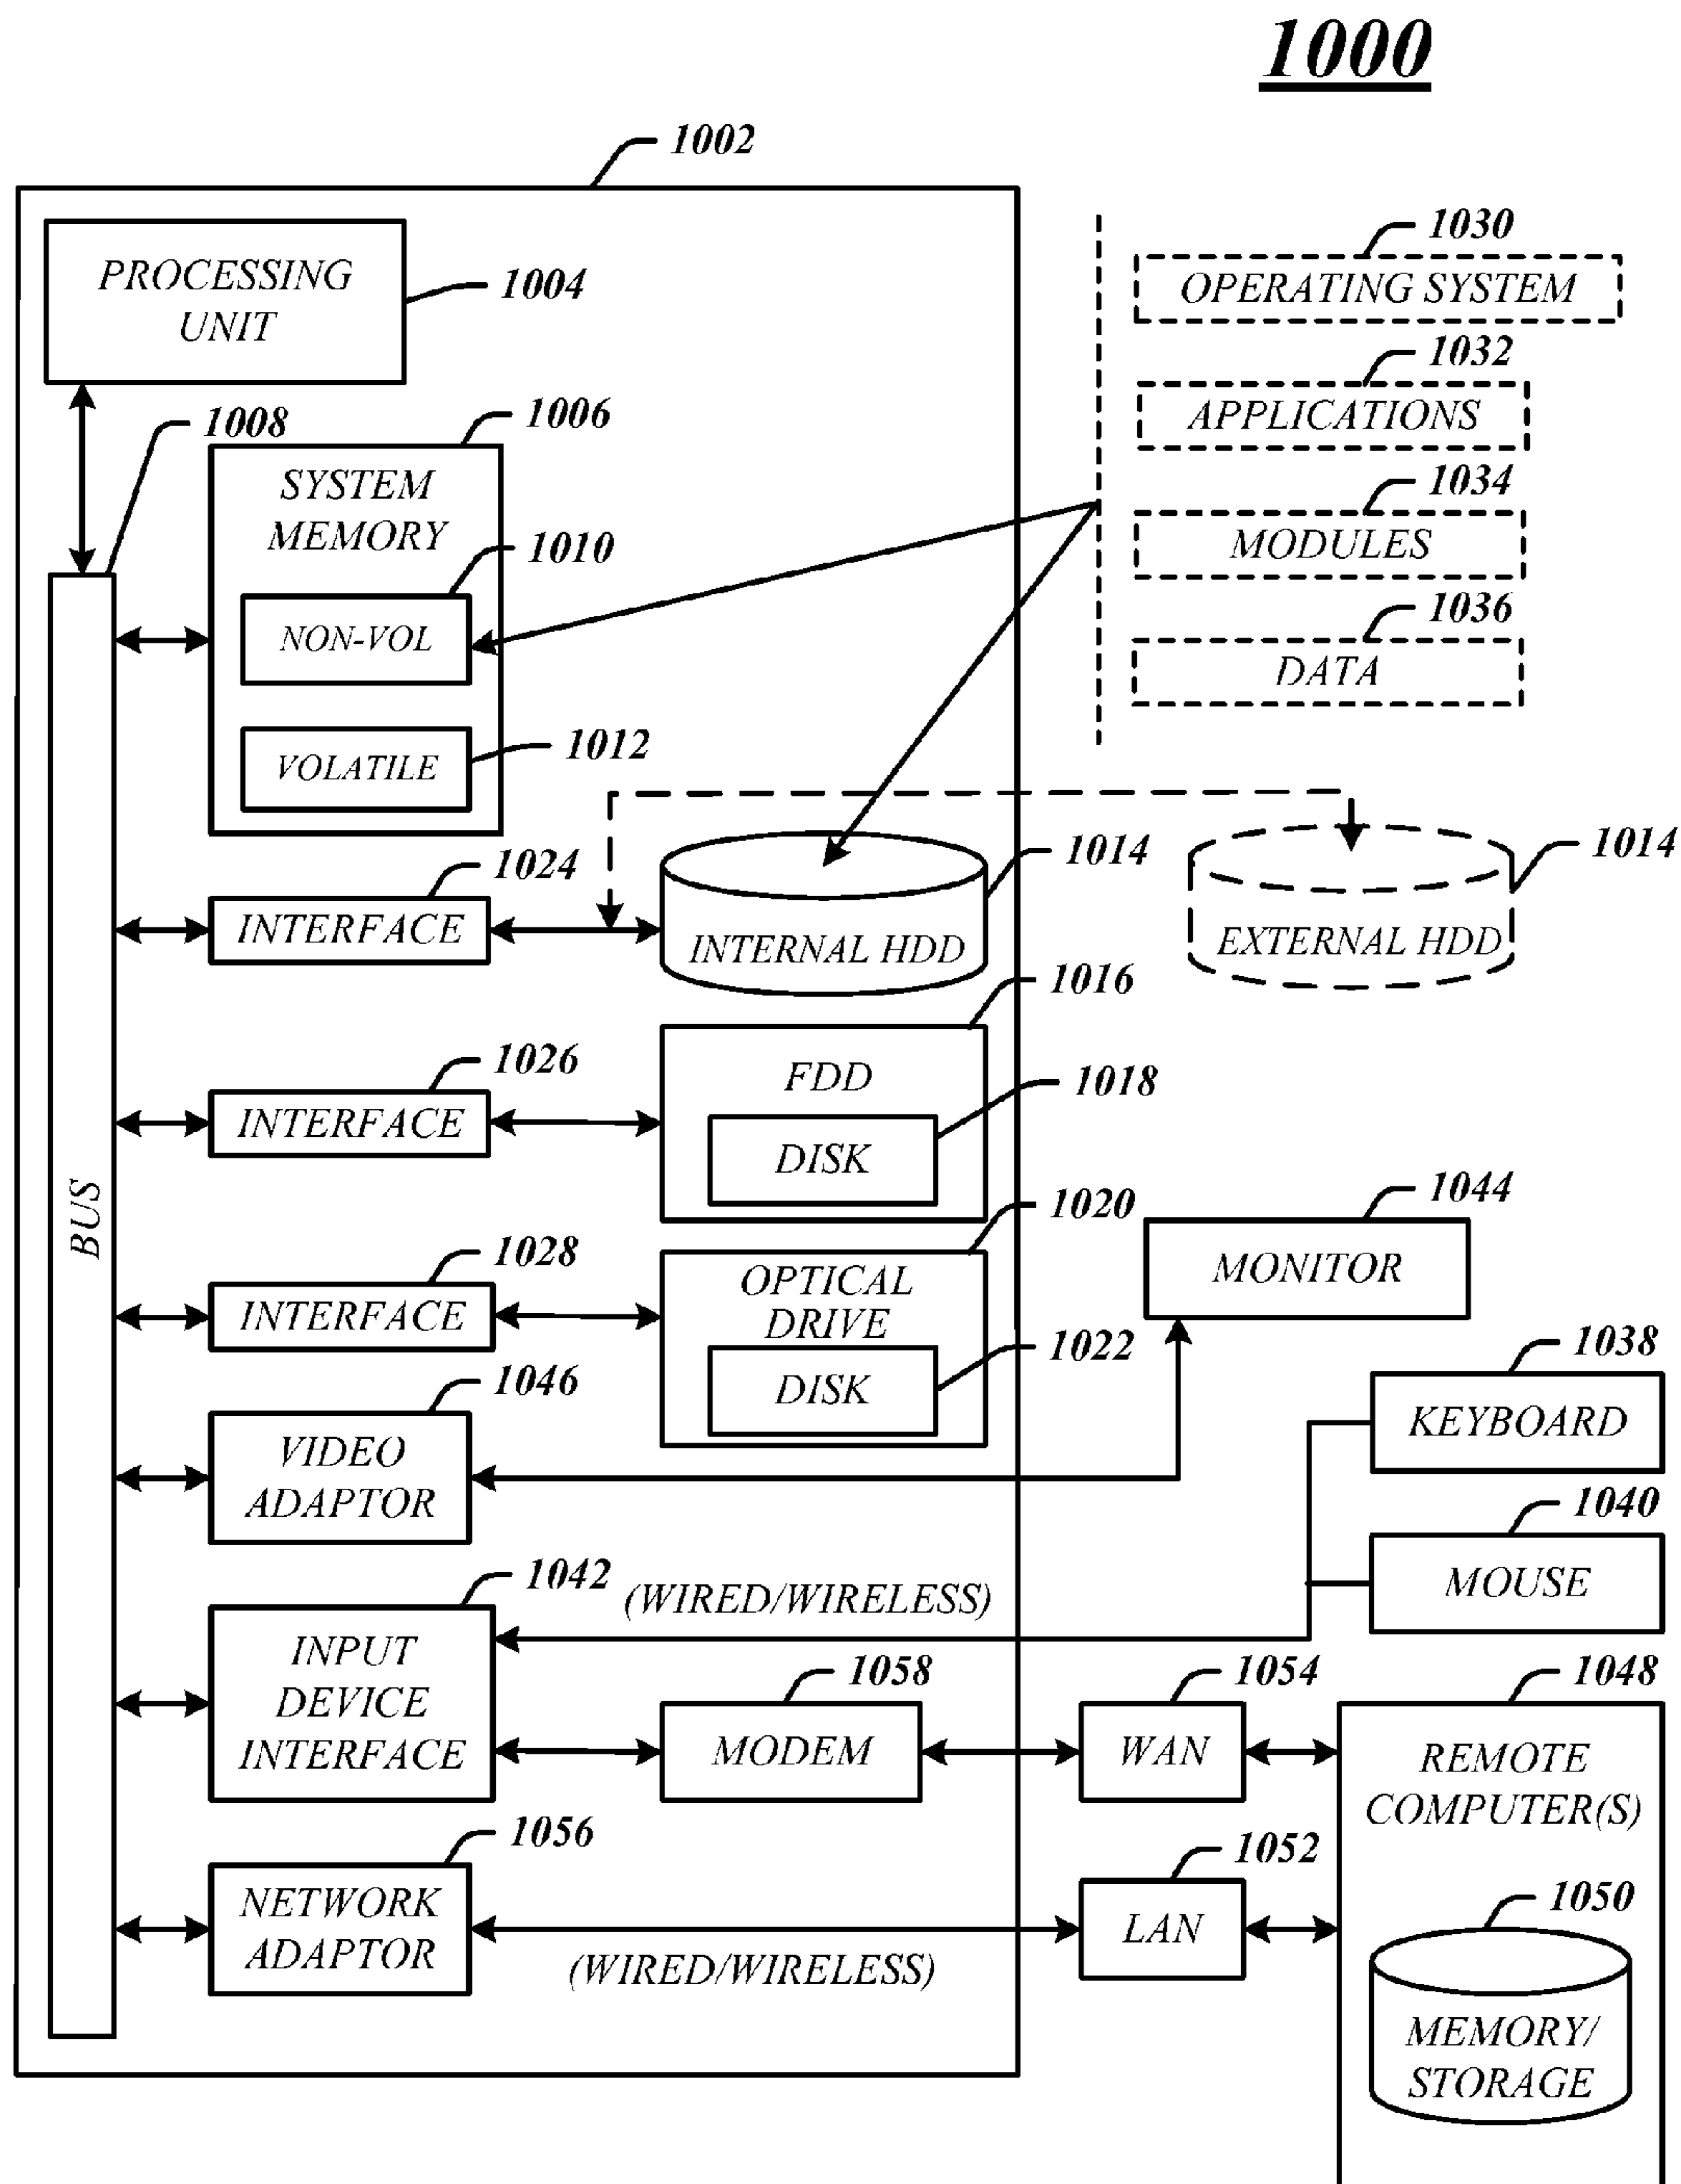 1000
1002
PROCESSING
UNIT
1004
1030
OPERATING SYSTEM
1032
APPLICATIONS
1034
MODULES
1036
DATA
1008
1006
SYSTEM
MEMORY
1010
NON-VOL
1012
VOLATILE
BUS
1024
INTERFACE
1014
INTERNAL HDD
1014
EXTERNAL HDD
1026
INTERFACE
1016
FDD
1018
DISK
1028
INTERFACE
1020
OPTICAL
DRIVE
1022
DISK
1044
MONITOR
1046
VIDEO
ADAPTOR
1038
KEYBOARD
1040
MOUSE
1042
INPUT
DEVICE
INTERFACE
(WIRED/WIRELESS)
1058
MODEM
1054
WAN
1048
REMOTE
COMPUTER(S)
1056
NETWORK
ADAPTOR
(WIRED/WIRELESS)
1052
LAN
1050
MEMORY/
STORAGE